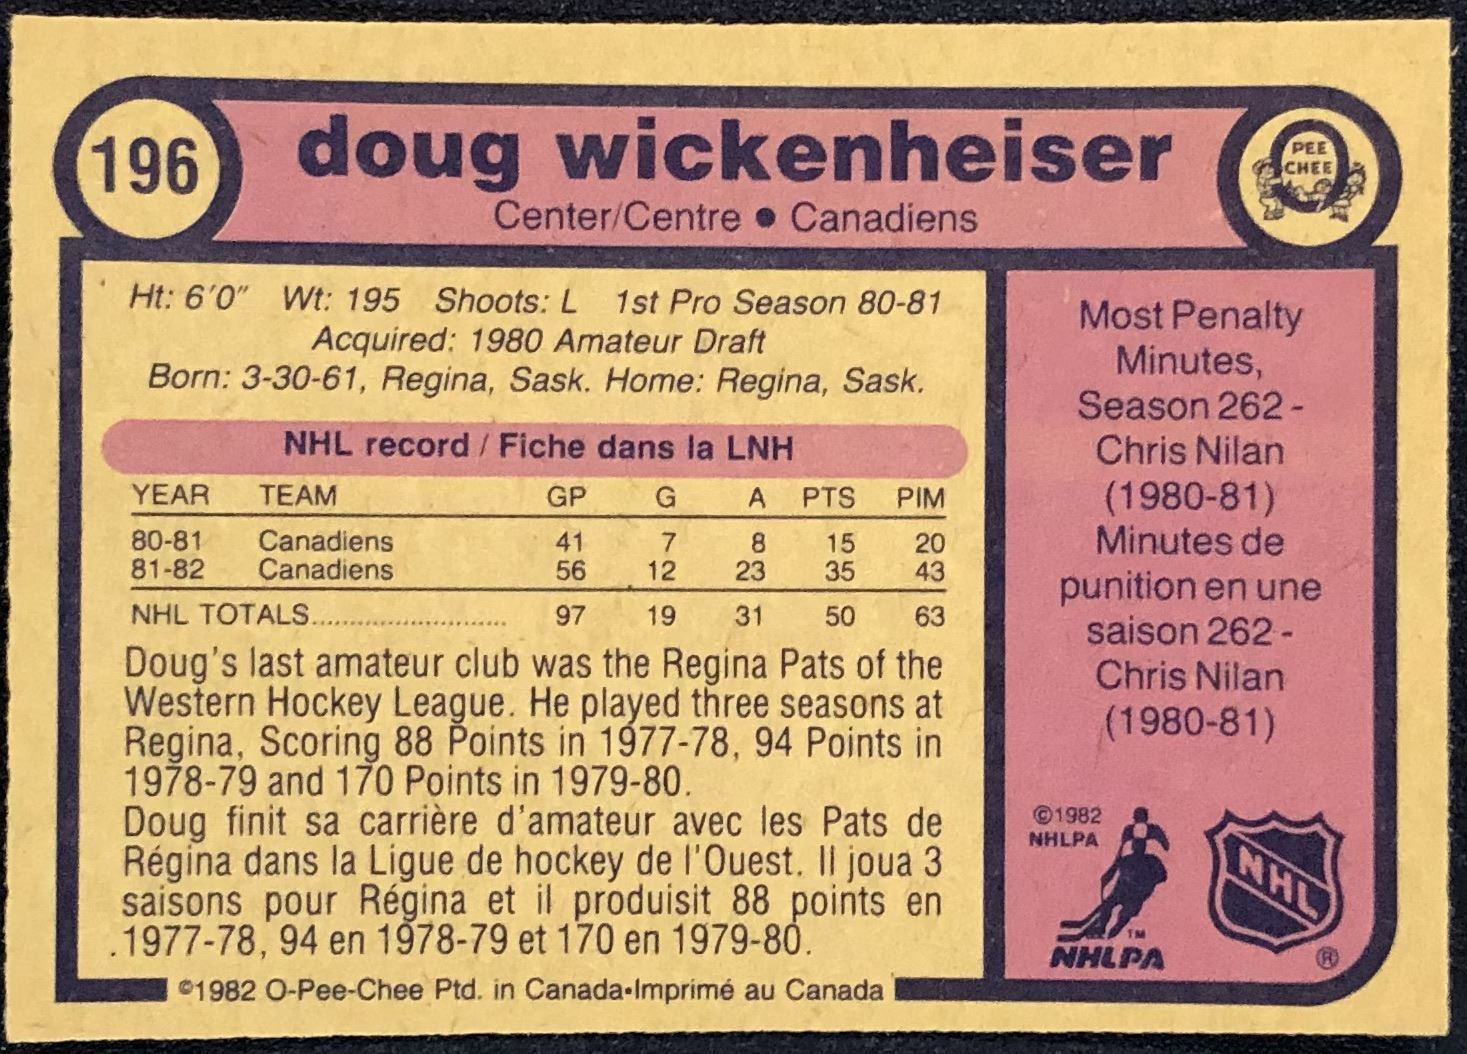 196
doug wickenheiser
Center/Centre • Canadiens
PEE
CHEE
Ht: 6'0" Wt: 195 Shoots: L 1st Pro Season 80-81
Acquired: 1980 Amateur Draft
Born: 3-30-61, Regina, Sask. Home: Regina, Sask.
NHL record / Fiche dans la LNH
YEAR TEAM GP G A PTS PIM
80-81 Canadiens 41 7 8 15 20
81-82 Canadiens 56 12 23 35 43
NHL TOTALS.......................... 97 19 31 50 63
Doug's last amateur club was the Regina Pats of the
Western Hockey League. He played three seasons at
Regina, Scoring 88 Points in 1977-78, 94 Points in
1978-79 and 170 Points in 1979-80.
Doug finit sa carrière d'amateur avec les Pats de
Régina dans la Ligue de hockey de l'Ouest. Il joua 3
saisons pour Régina et il produisit 88 points en
1977-78, 94 en 1978-79 et 170 en 1979-80.
©1982 O-Pee-Chee Ptd. in Canada•Imprimé au Canada
Most Penalty
Minutes,
Season 262 -
Chris Nilan
(1980-81)
Minutes de
punition en une
saison 262 -
Chris Nilan
(1980-81)
©1982
NHLPA
TM
NHLPA
NHL
®